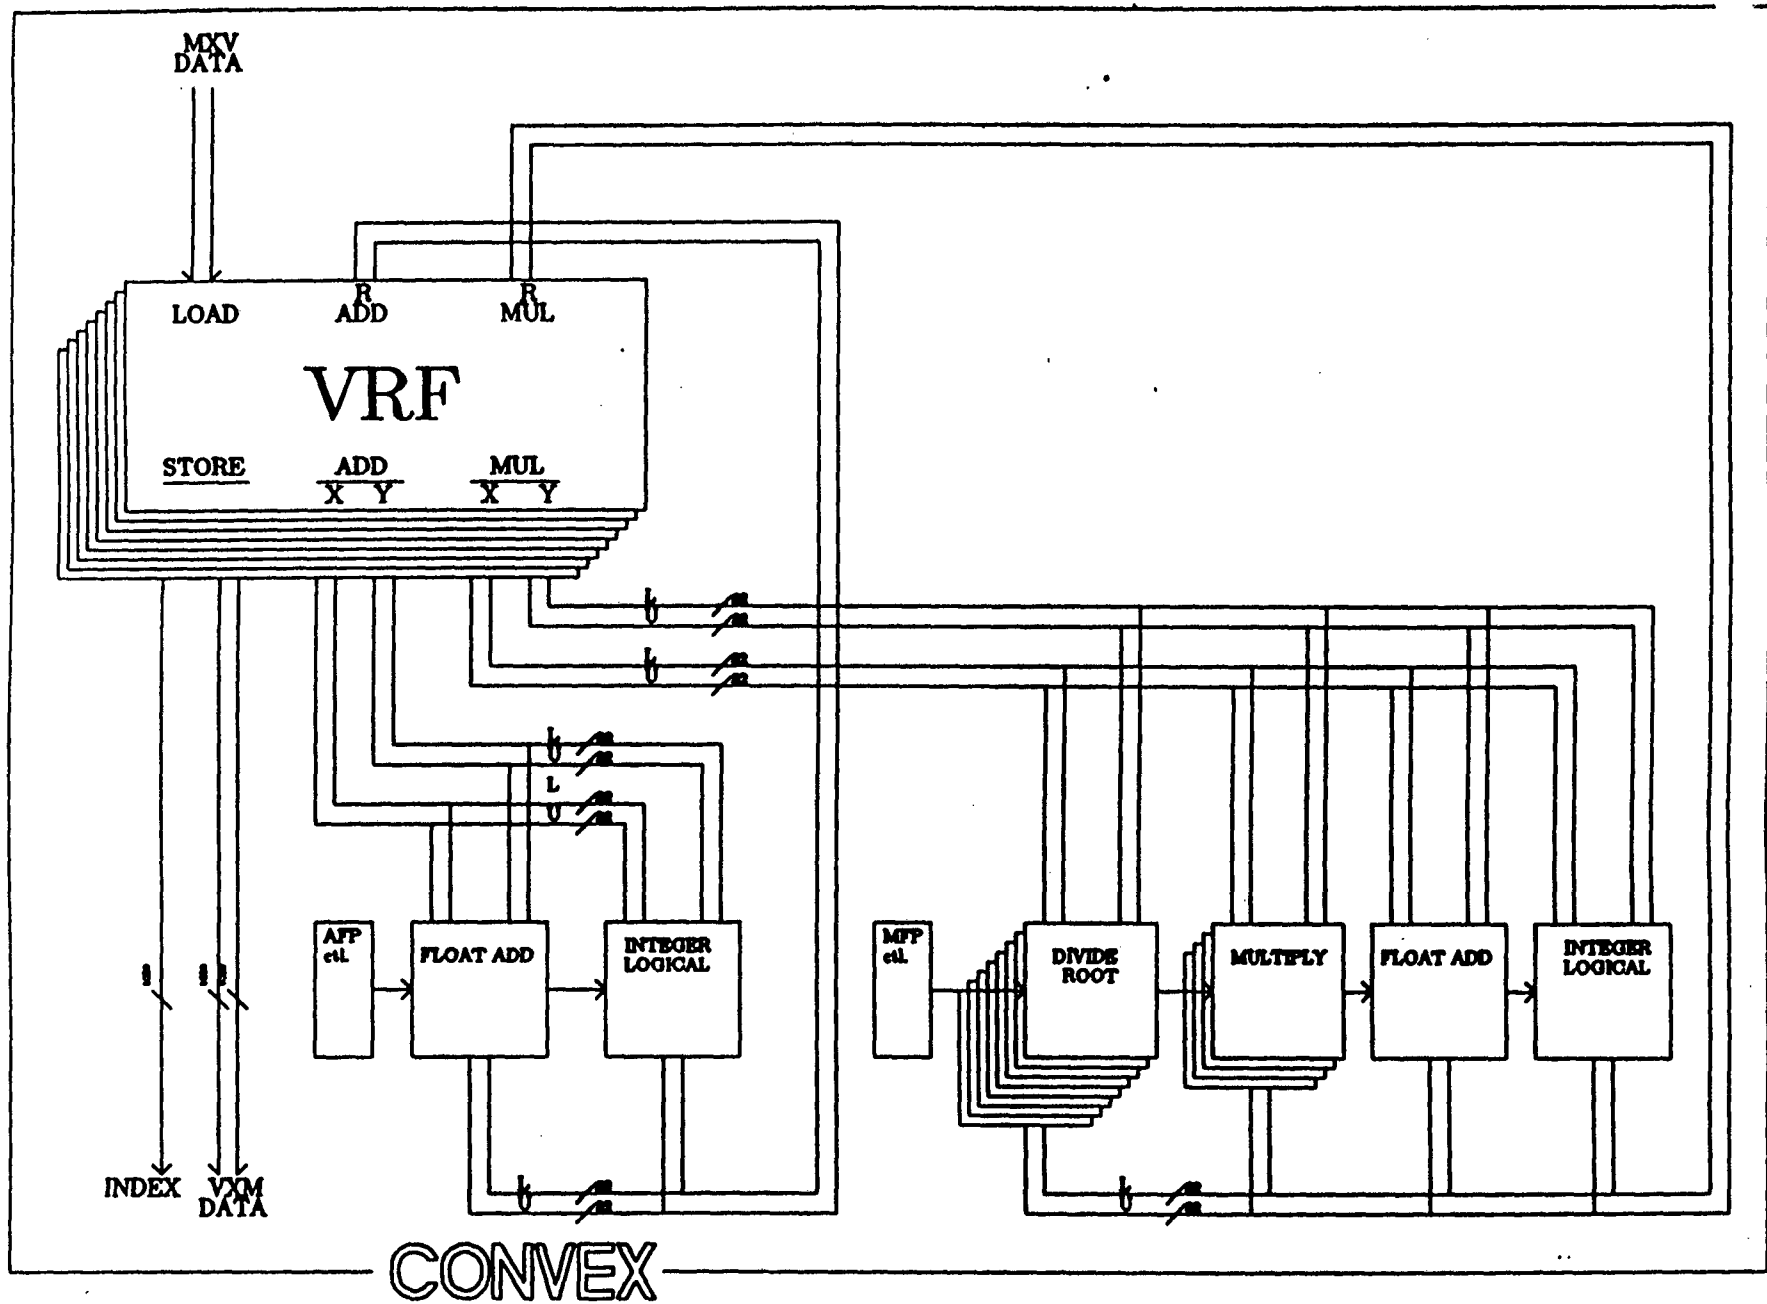 MXV
DATA
R
R
LOAD
ADD
MUL
VRF
STORE
ADD
MUL
X Y
X Y
L
L
L
L
AFP
ctl.
FLOAT ADD
INTEGER
LOGICAL
MFP
ctl.
DIVIDE
ROOT
MULTIPLY
FLOAT ADD
INTEGER
LOGICAL
INDEX
VXM
DATA
L
L
CONVEX